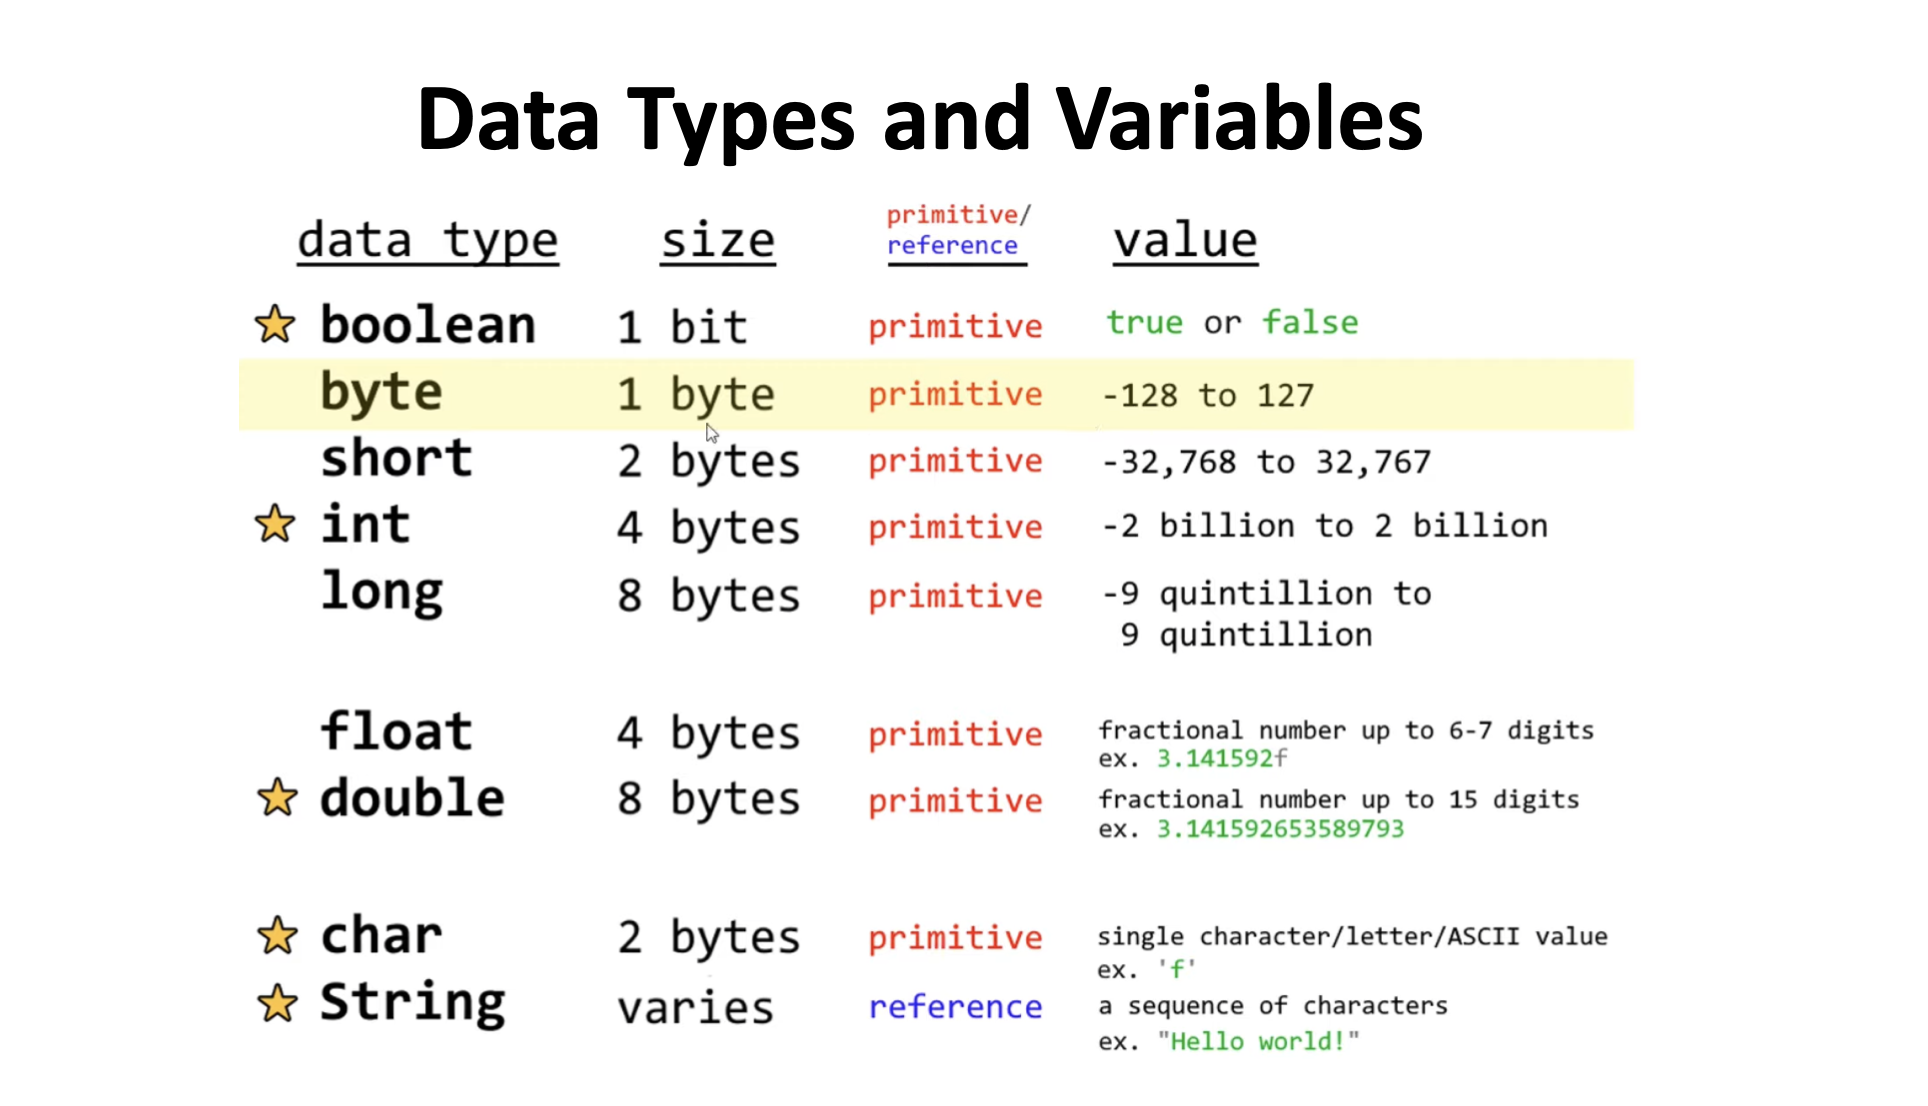 Data Types and Variables
data type size primitive/ reference value
boolean 1 bit primitive true or false
byte 1 byte primitive -128 to 127
short 2 bytes primitive -32,768 to 32,767
int 4 bytes primitive -2 billion to 2 billion
long 8 bytes primitive -9 quintillion to
9 quintillion
float 4 bytes primitive fractional number up to 6-7 digits
ex. 3.141592f
double 8 bytes primitive fractional number up to 15 digits
ex. 3.141592653589793
char 2 bytes primitive single character/letter/ASCII value
ex. 'f'
String varies reference a sequence of characters
ex. "Hello world!"